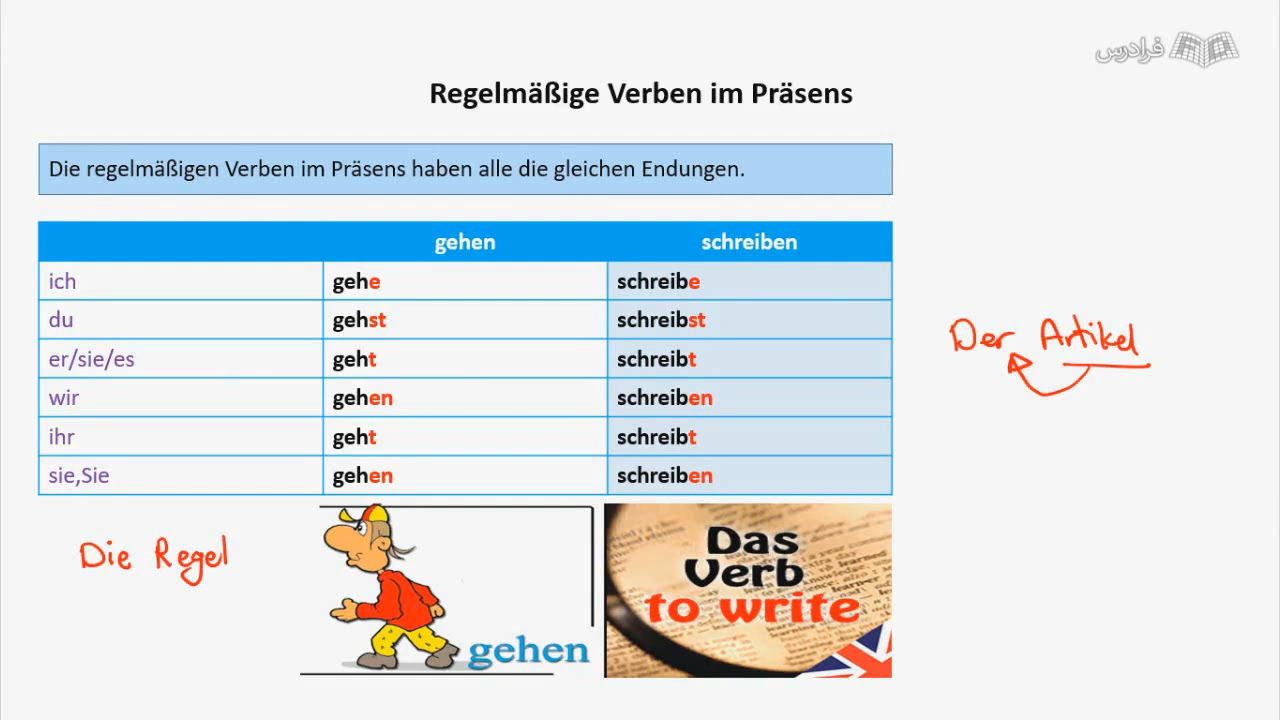 فرادرس
Regelmäßige Verben im Präsens
Die regelmäßigen Verben im Präsens haben alle die gleichen Endungen.
gehen schreiben
ich gehe schreibe
du gehst schreibst
er/sie/es geht schreibt
wir gehen schreiben
ihr geht schreibt
sie,Sie gehen schreiben
Der Artikel
Die Regel
gehen
Das
Verb
to write